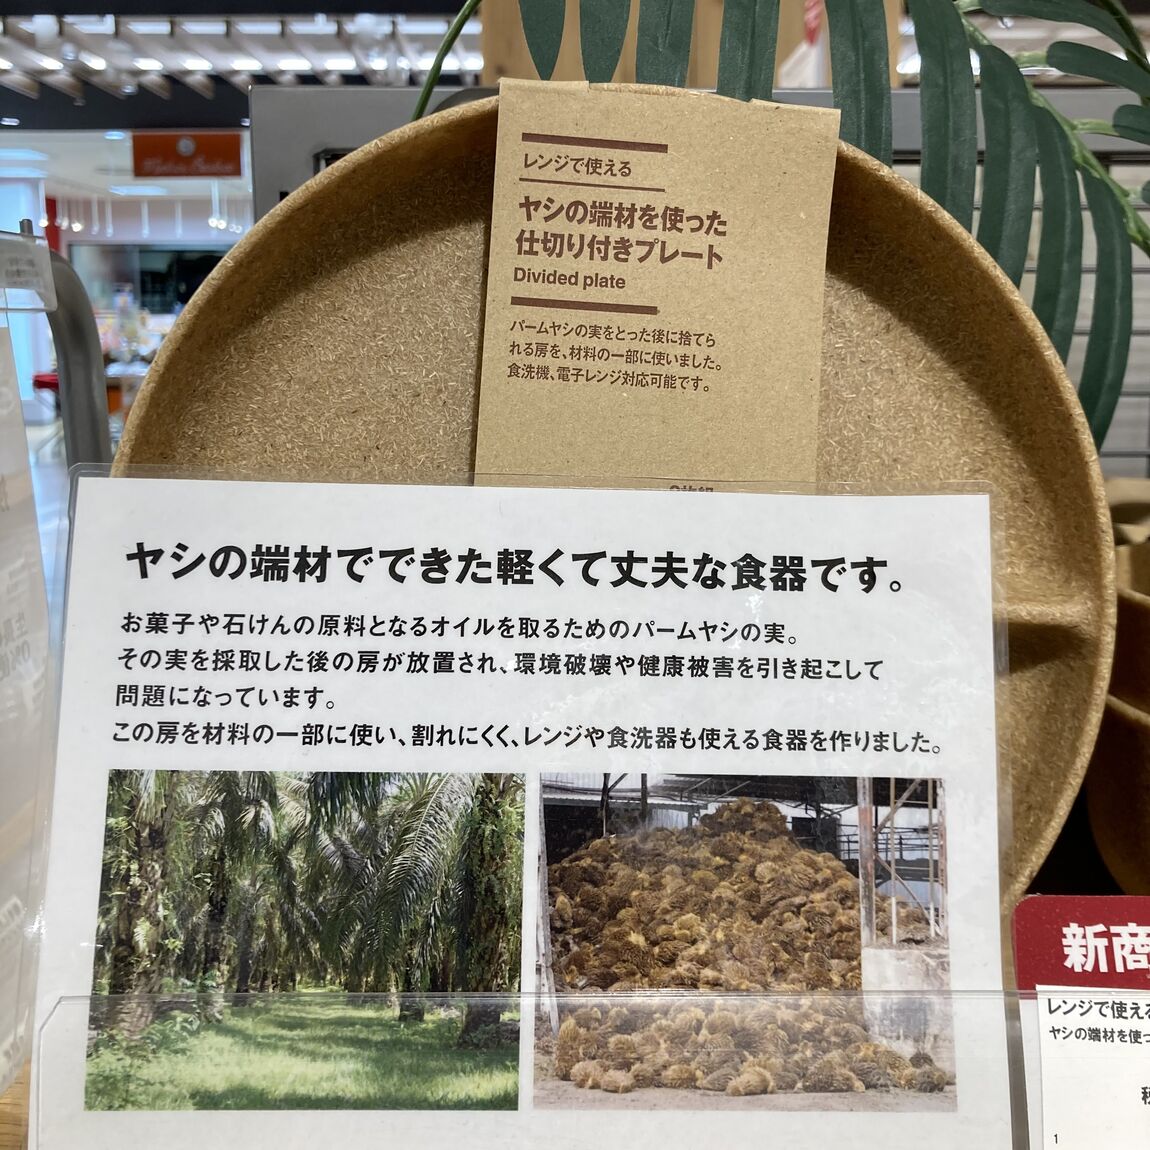 レンジで使える
ヤシの端材を使った
仕切り付きプレート
Divided plate
パームヤシの実をとった後に捨てら
れる房を、材料の一部に使いました。
食洗機、電子レンジ対応可能です。
ヤシの端材でできた軽くて丈夫な食器です。
お菓子や石けんの原料となるオイルを取るためのパームヤシの実。
その実を採取した後の房が放置され、環境破壊や健康被害を引き起こして
問題になっています。
この房を材料の一部に使い、割れにくく、レンジや食洗器も使える食器を作りました。
新商
レンジで使え
ヤシの端材を使っ
1